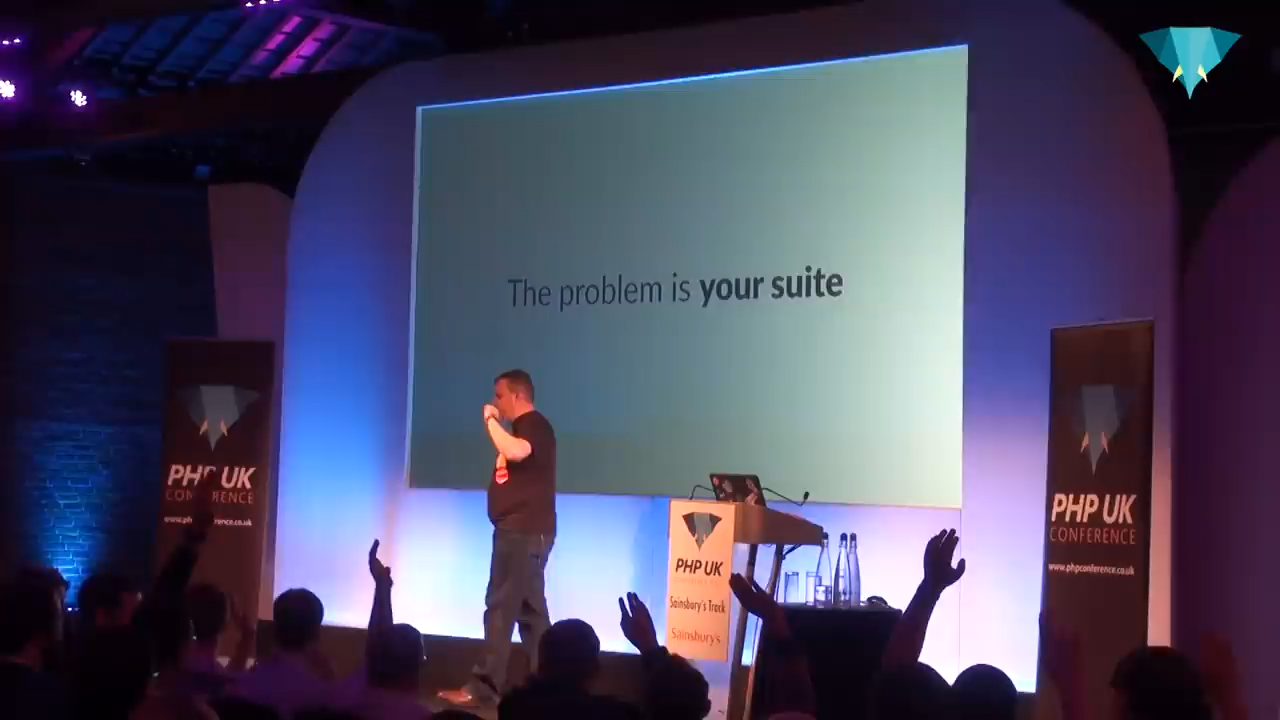 The problem is your suite
PHP UK
CONFERENCE
PHP UK
CONFERENCE
www.phpconference.co.uk
PHP UK
Sainsbury's Track
Sainsbury's